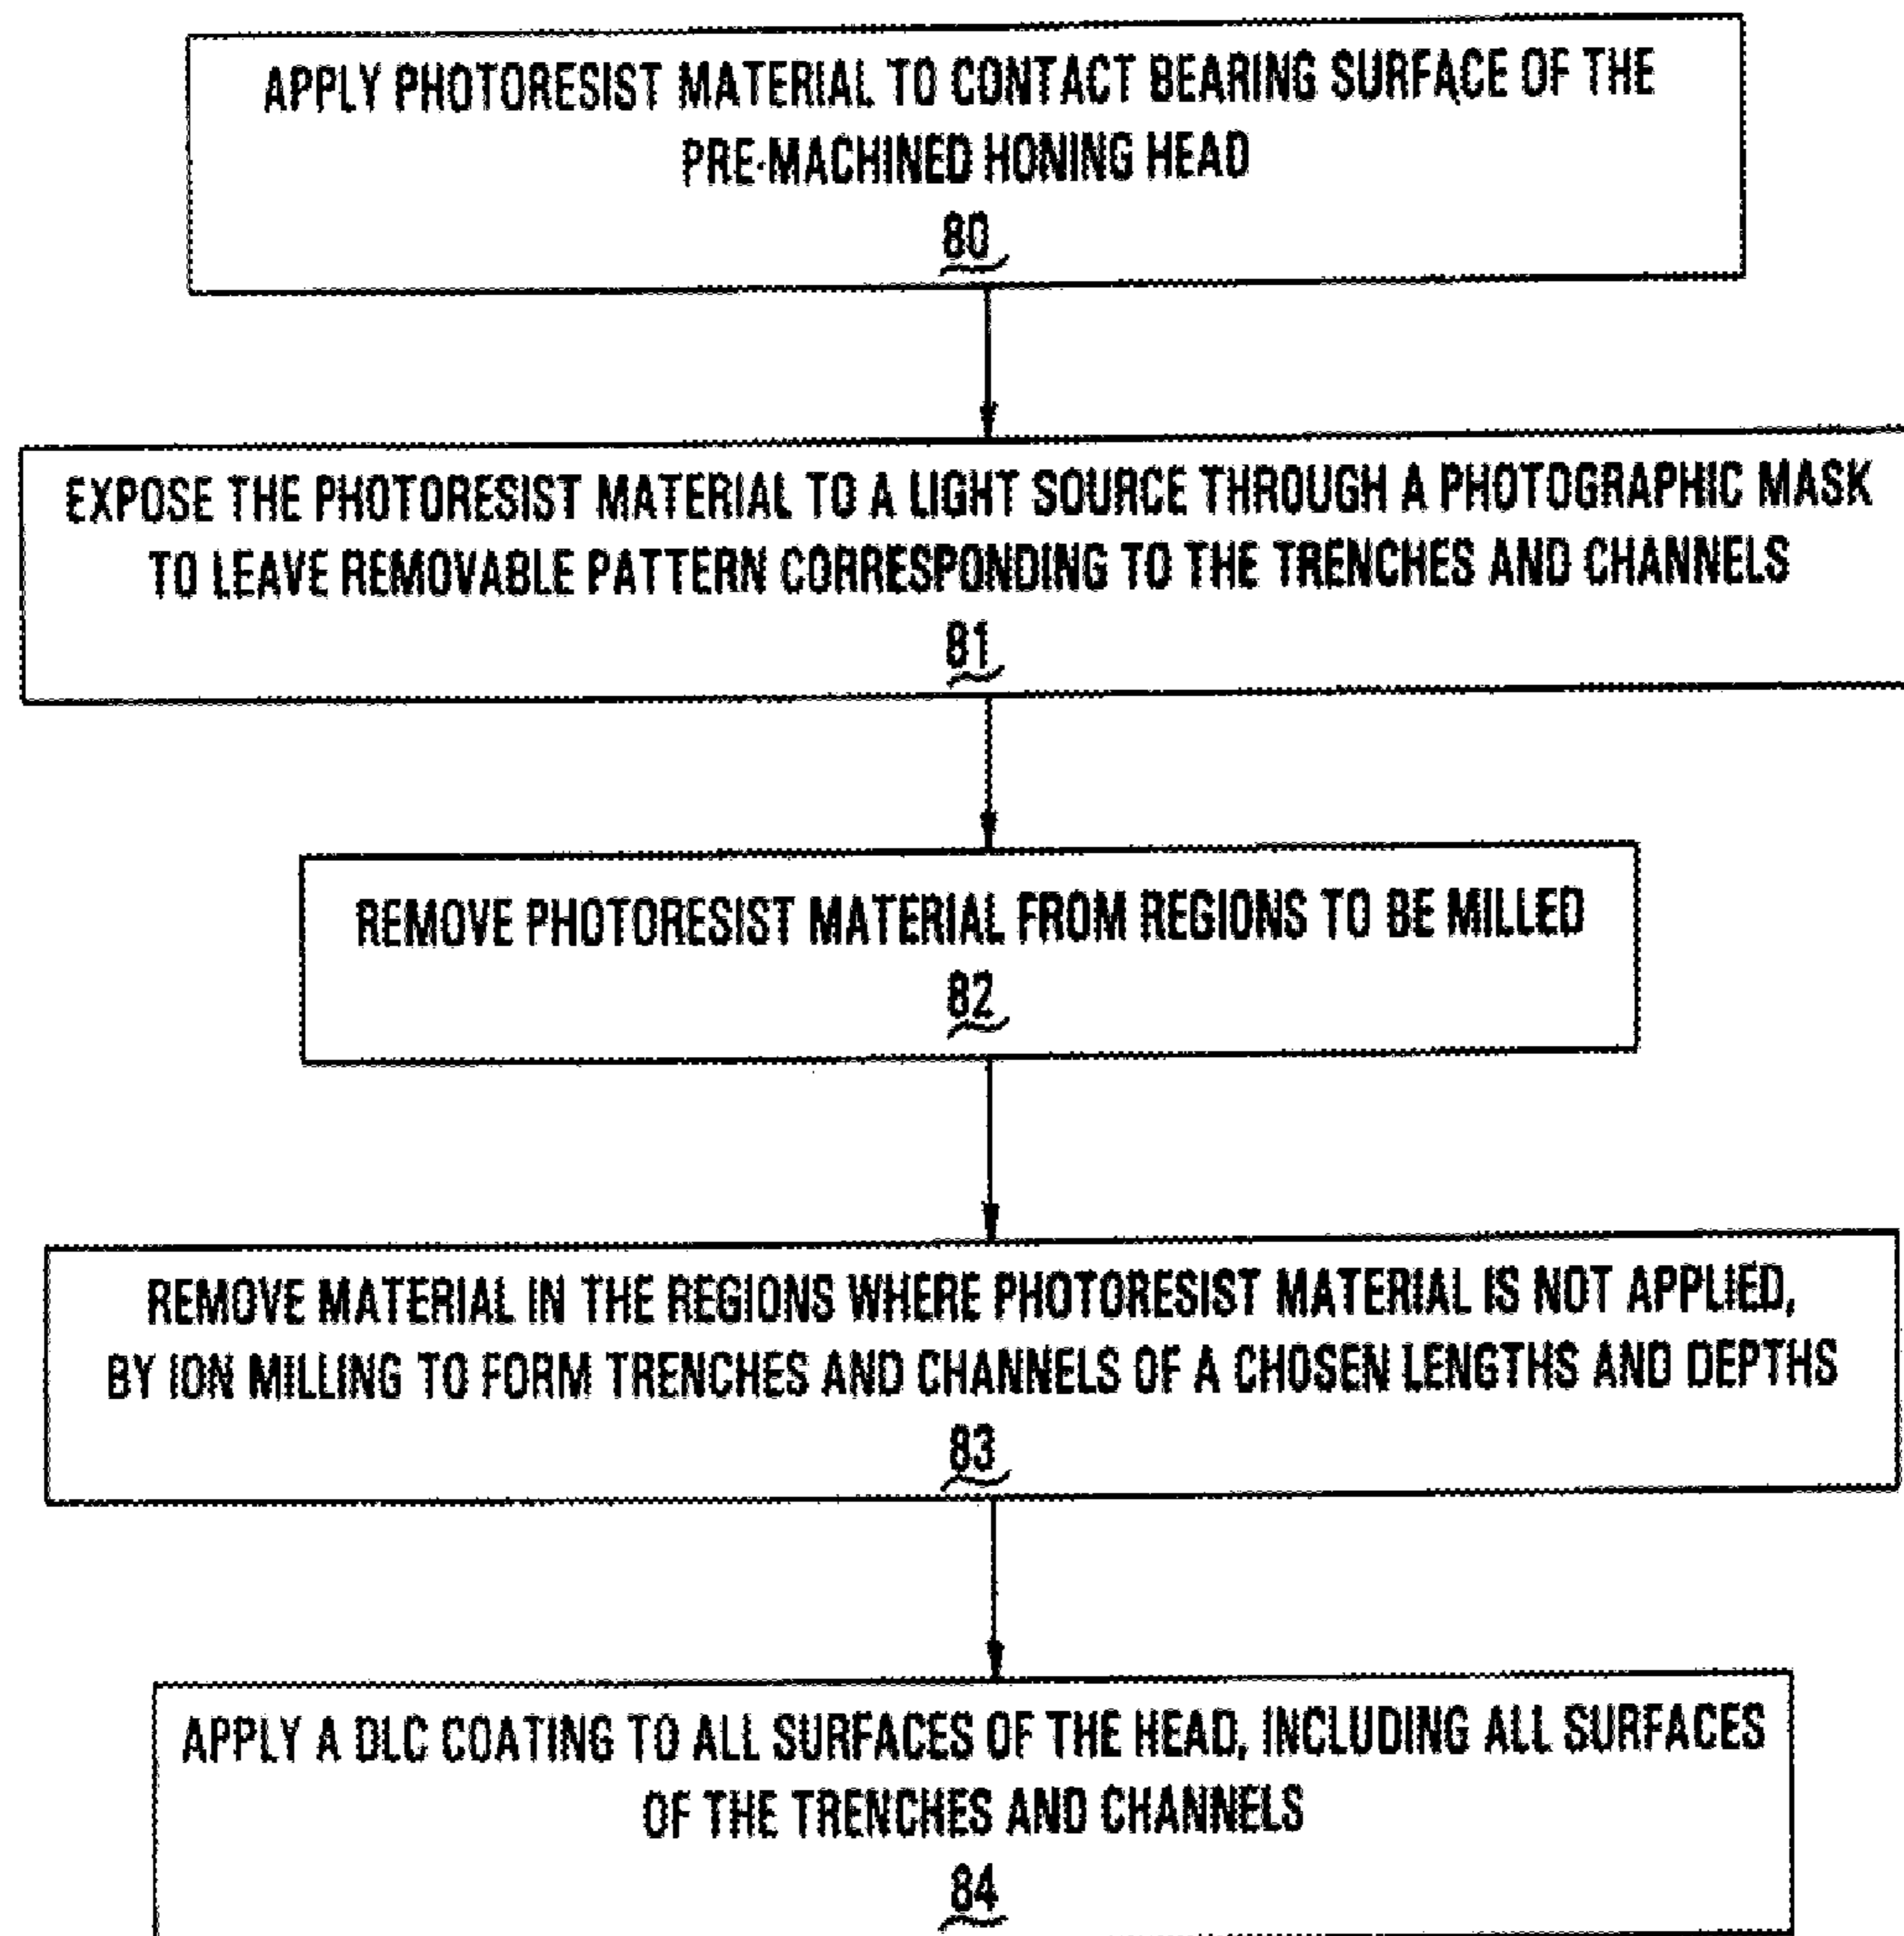 APPLY PHOTORESIST MATERIAL TO CONTACT BEARING SURFACE OF THE
PRE-MACHINED HONING HEAD
80
EXPOSE THE PHOTORESIST MATERIAL TO A LIGHT SOURCE THROUGH A PHOTOGRAPHIC MASK
TO LEAVE REMOVABLE PATTERN CORRESPONDING TO THE TRENCHES AND CHANNELS
81
REMOVE PHOTORESIST MATERIAL FROM REGIONS TO BE MILLED
82
REMOVE MATERIAL IN THE REGIONS WHERE PHOTORESIST MATERIAL IS NOT APPLIED,
BY ION MILLING TO FORM TRENCHES AND CHANNELS OF A CHOSEN LENGTHS AND DEPTHS
83
APPLY A DLC COATING TO ALL SURFACES OF THE HEAD, INCLUDING ALL SURFACES
OF THE TRENCHES AND CHANNELS
84